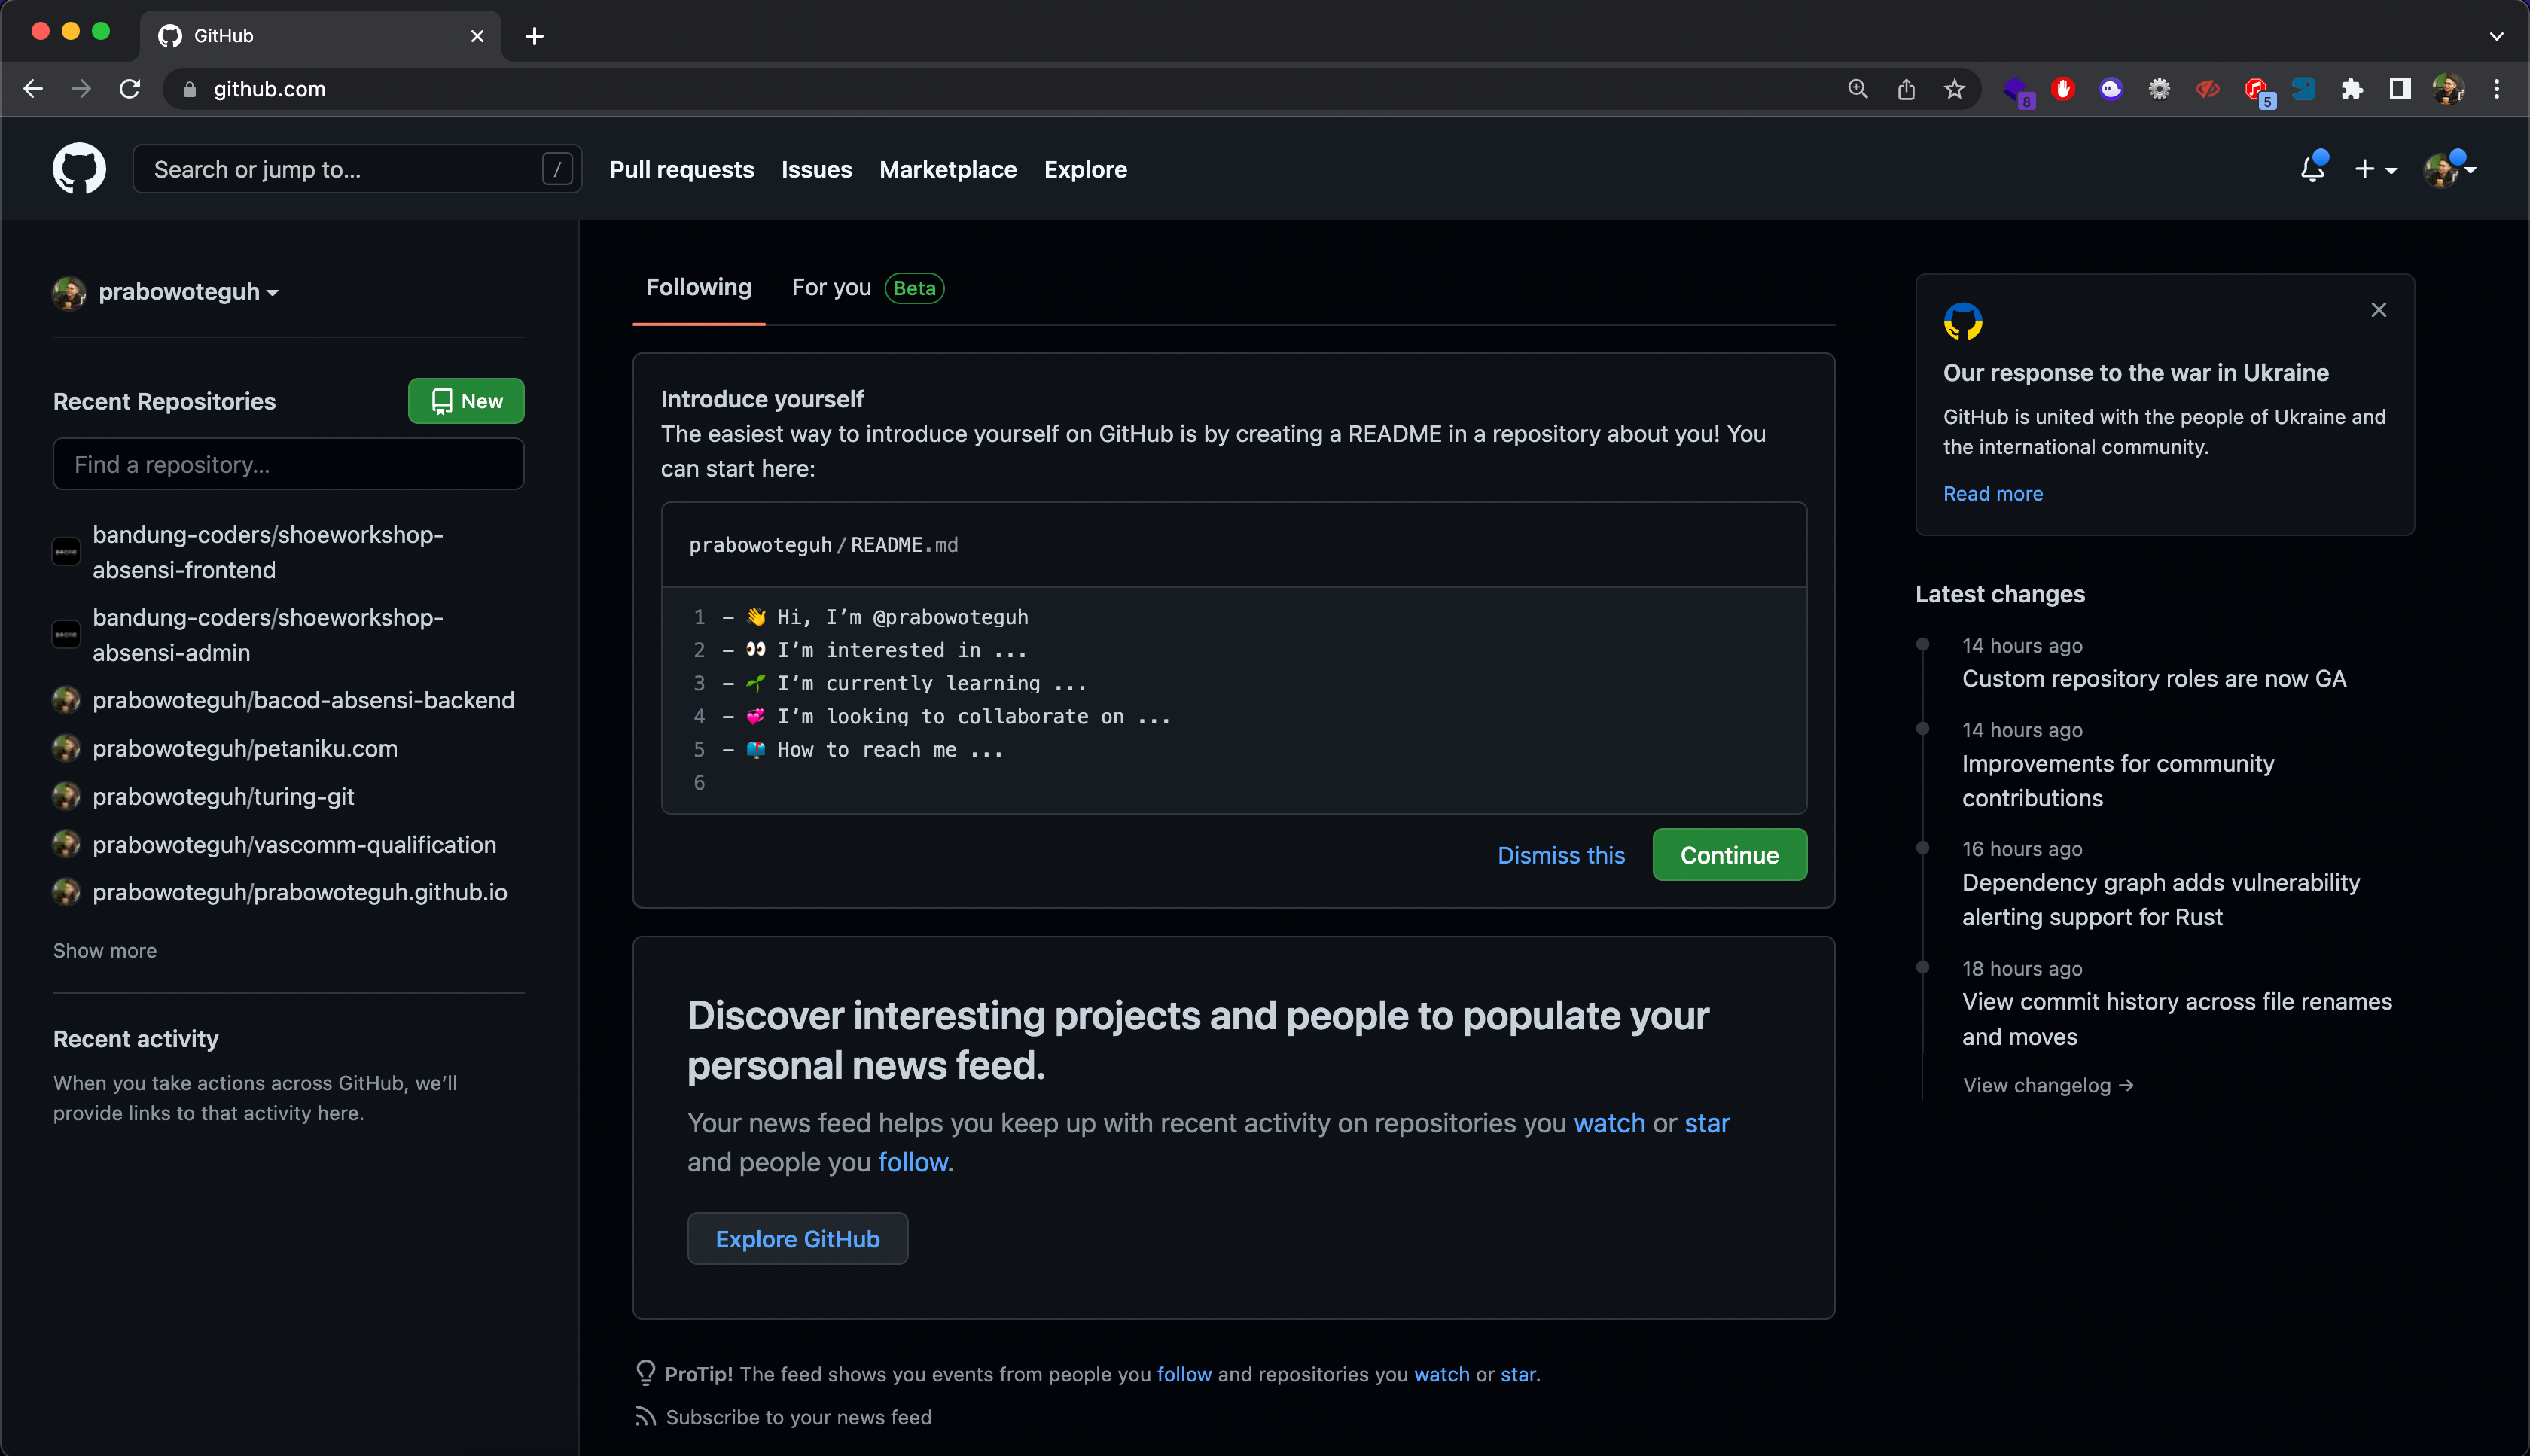 GitHub
github.com
8
5
Search or jump to...
/
Pull requests
Issues
Marketplace
Explore
prabowoteguh
Recent Repositories
New
Find a repository...
bandung-coders/shoeworkshop-
absensi-frontend
bandung-coders/shoeworkshop-
absensi-admin
prabowoteguh/bacod-absensi-backend
prabowoteguh/petaniku.com
prabowoteguh/turing-git
prabowoteguh/vascomm-qualification
prabowoteguh/prabowoteguh.github.io
Show more
Recent activity
When you take actions across GitHub, we’ll
provide links to that activity here.
Following
For you
Beta
Introduce yourself
The easiest way to introduce yourself on GitHub is by creating a README in a repository about you! You
can start here:
prabowoteguh/README.md
1 – 👋 Hi, I’m @prabowoteguh
2 – 👀 I’m interested in ...
3 – 🌱 I’m currently learning ...
4 – 💞️ I’m looking to collaborate on ...
5 – 📫 How to reach me ...
6
Dismiss this
Continue
Discover interesting projects and people to populate your
personal news feed.
Your news feed helps you keep up with recent activity on repositories you watch or star
and people you follow.
Explore GitHub
ProTip! The feed shows you events from people you follow and repositories you watch or star.
Subscribe to your news feed
Our response to the war in Ukraine
GitHub is united with the people of Ukraine and
the international community.
Read more
Latest changes
14 hours ago
Custom repository roles are now GA
14 hours ago
Improvements for community
contributions
16 hours ago
Dependency graph adds vulnerability
alerting support for Rust
18 hours ago
View commit history across file renames
and moves
View changelog →